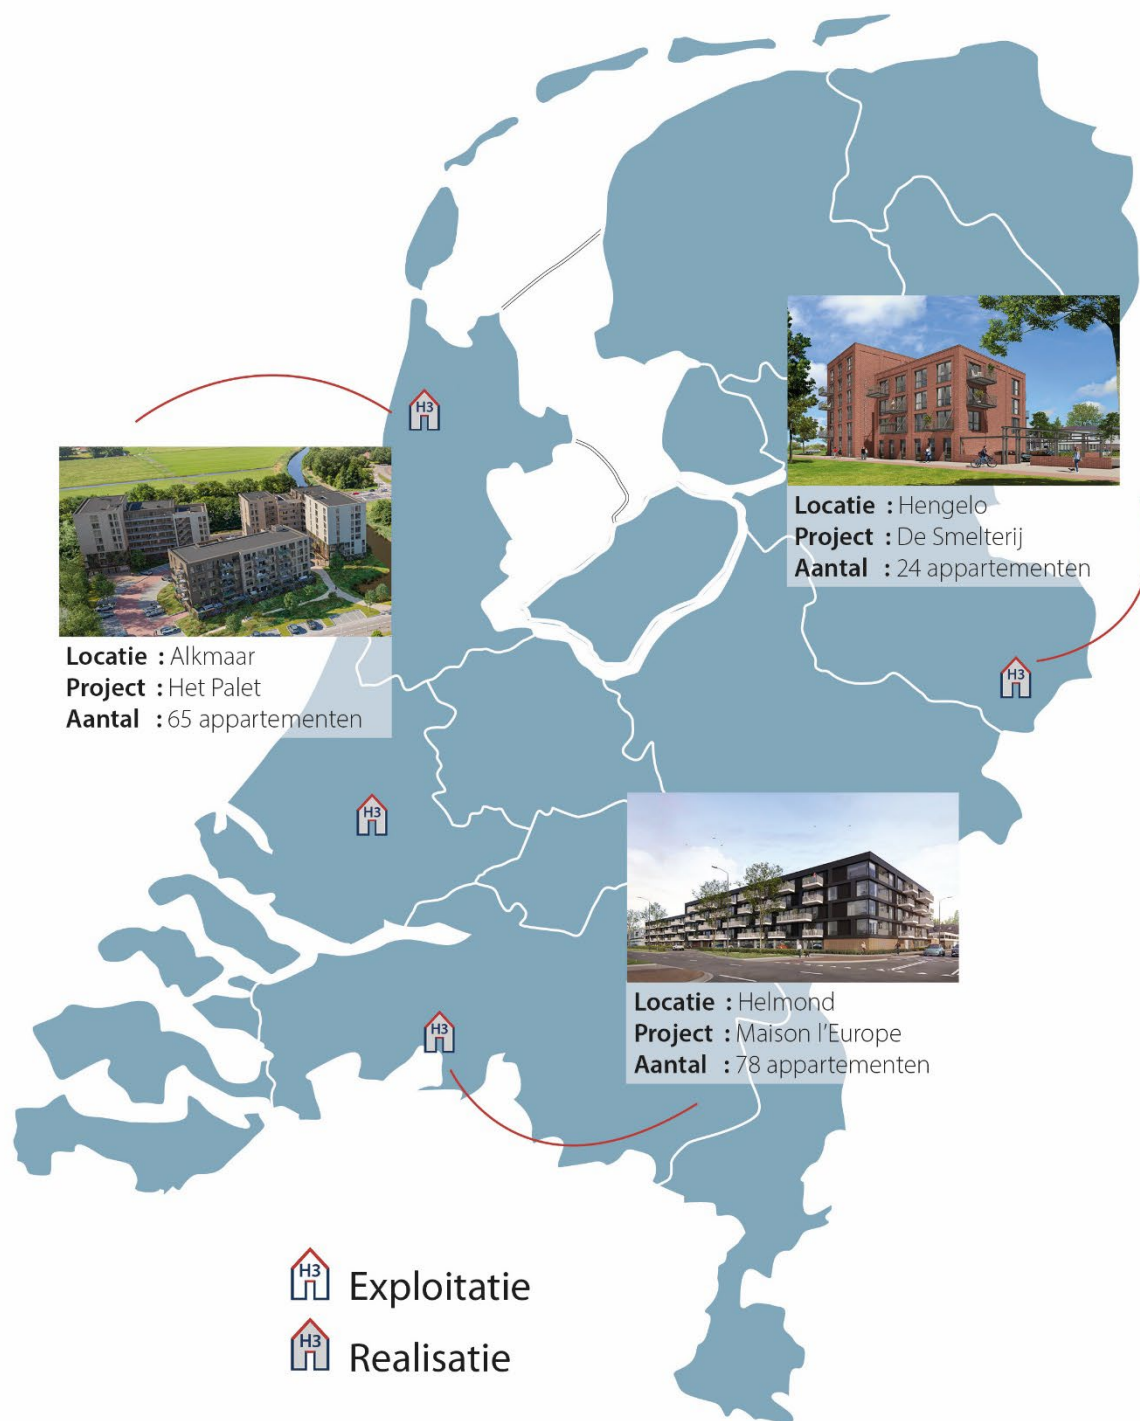 H3
Locatie : Hengelo
Project : De Smelterij
Aantal : 24 appartementen
Locatie : Alkmaar
Project : Het Palet
Aantal : 65 appartementen
H3
H3
Locatie : Helmond
Project : Maison l'Europe
Aantal : 78 appartementen
H3
H3 Exploitatie
H3 Realisatie